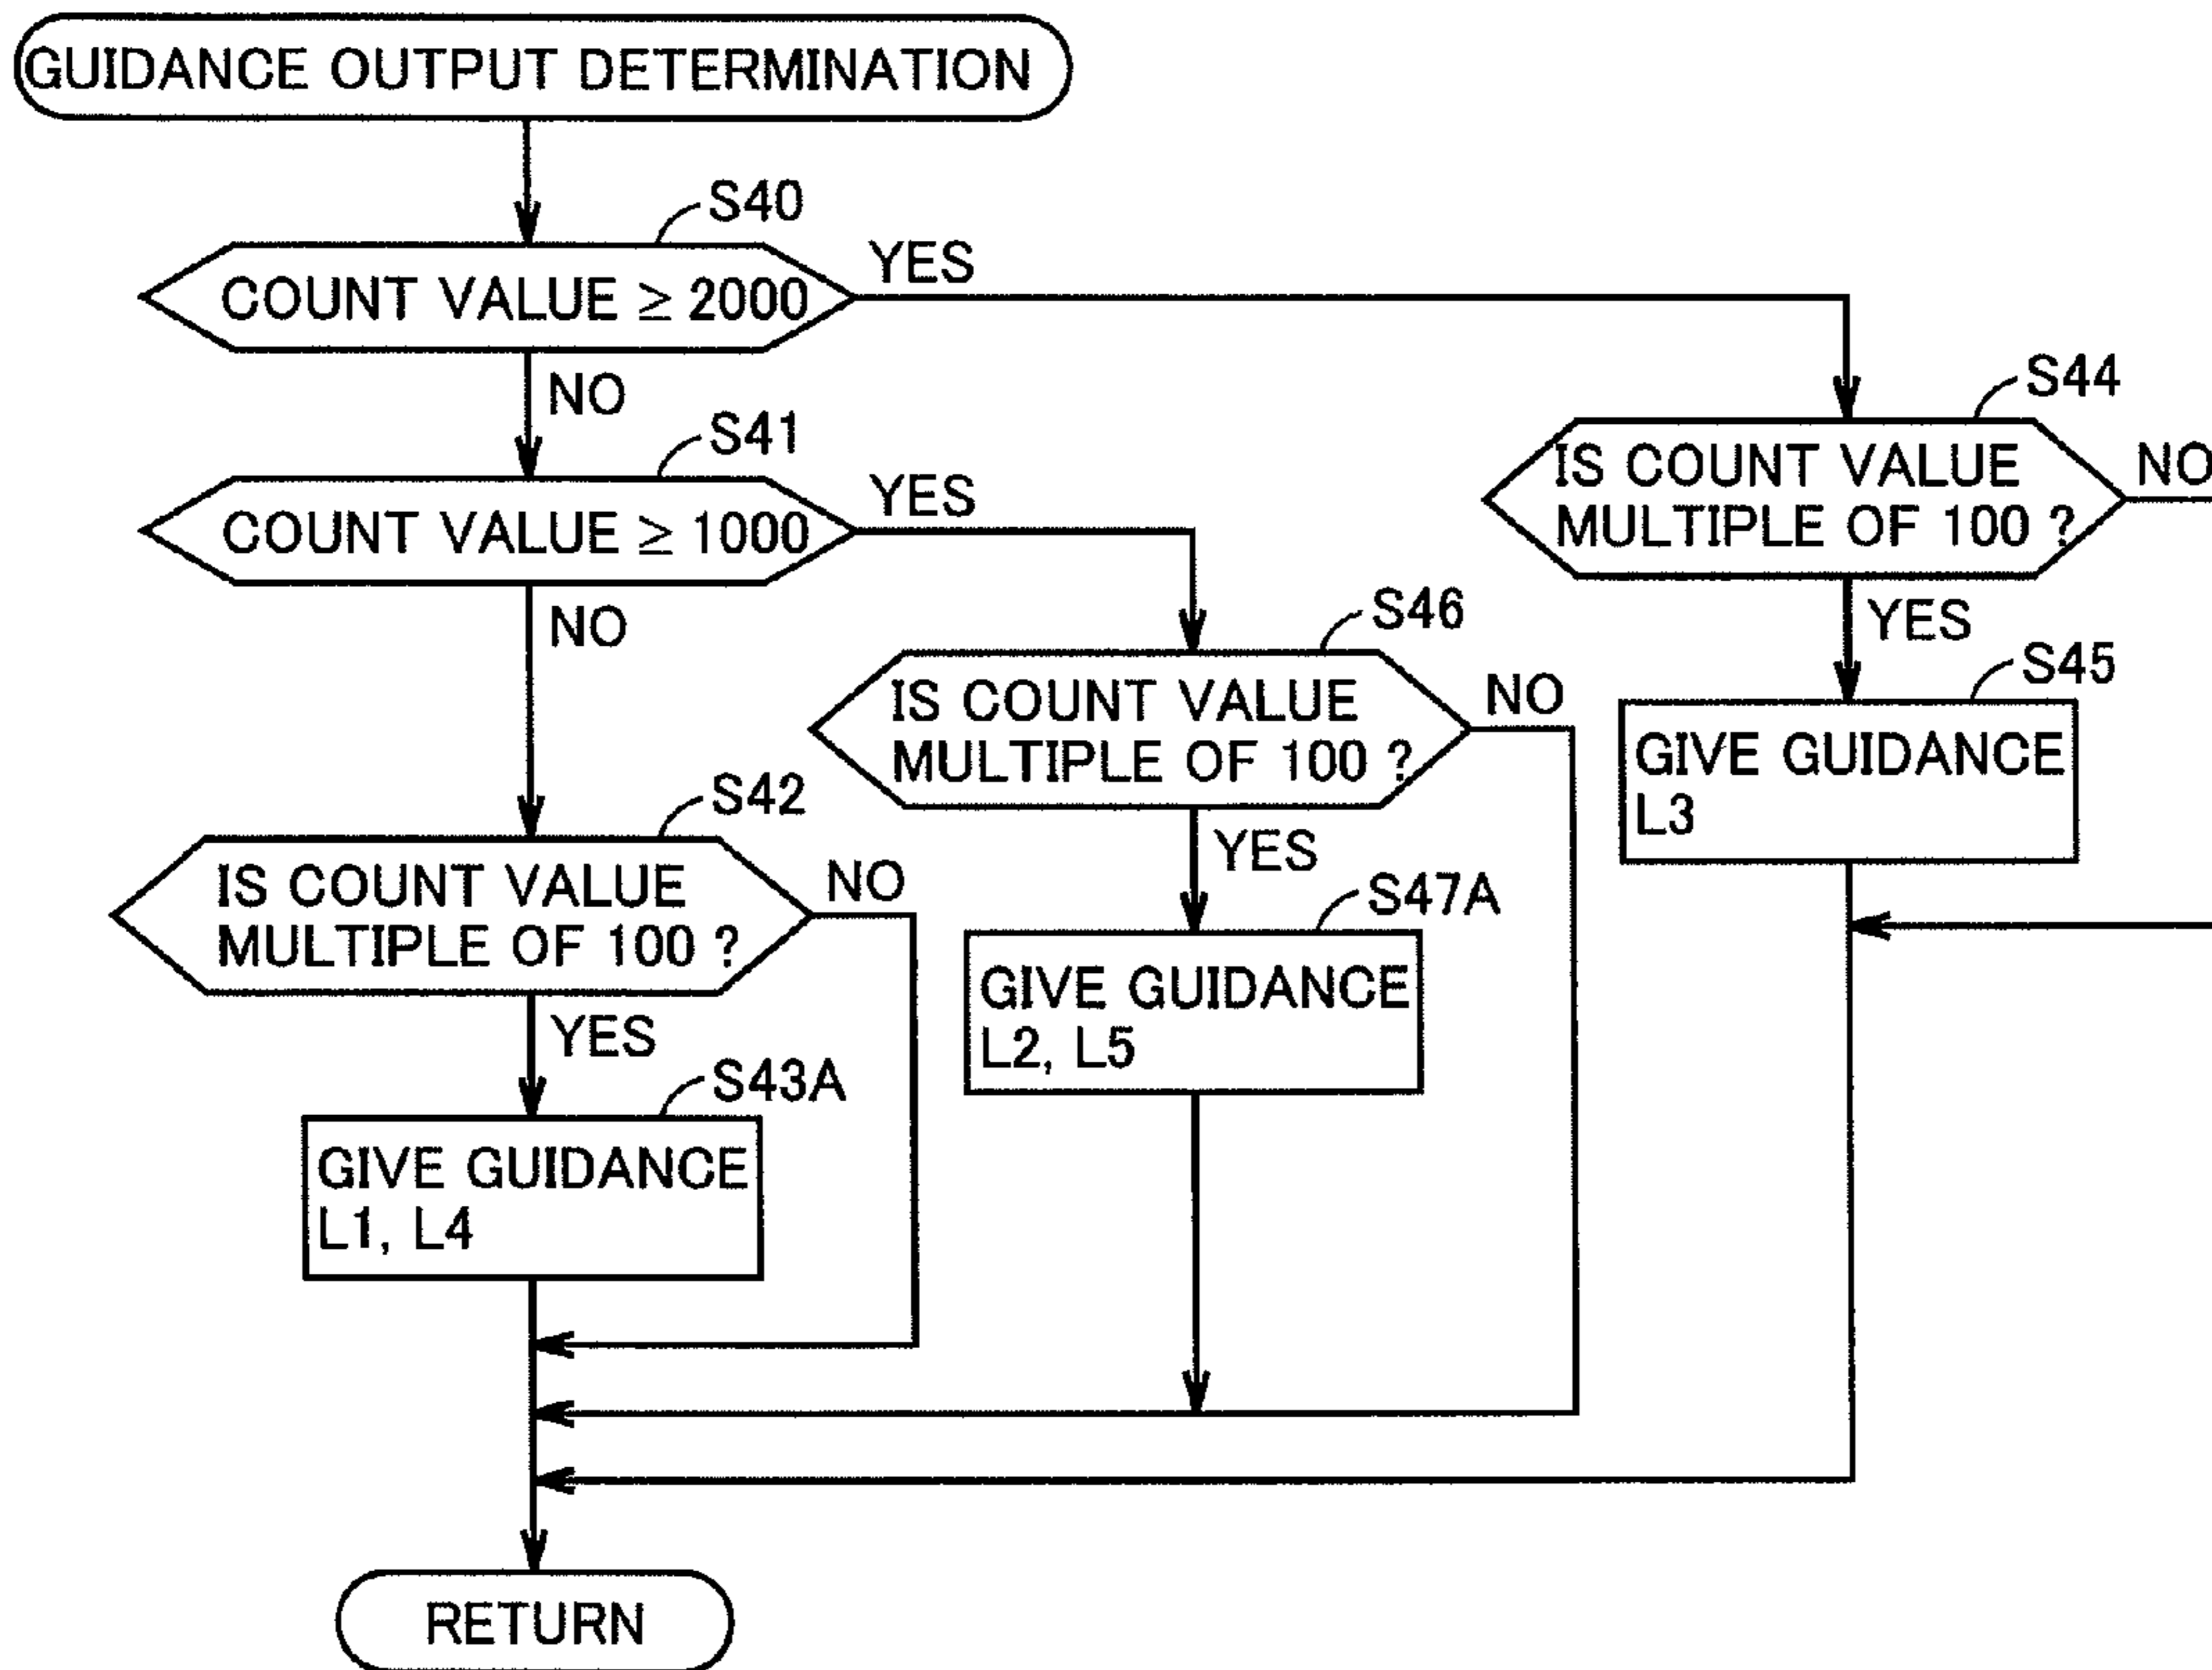 GUIDANCE OUTPUT DETERMINATION
S40
COUNT VALUE ≥ 2000
YES
NO
S41
COUNT VALUE ≥ 1000
YES
NO
S44
IS COUNT VALUE
MULTIPLE OF 100 ?
NO
YES
S45
GIVE GUIDANCE
L3
S46
IS COUNT VALUE
MULTIPLE OF 100 ?
NO
YES
S47A
GIVE GUIDANCE
L2, L5
S42
IS COUNT VALUE
MULTIPLE OF 100 ?
NO
YES
S43A
GIVE GUIDANCE
L1, L4
RETURN